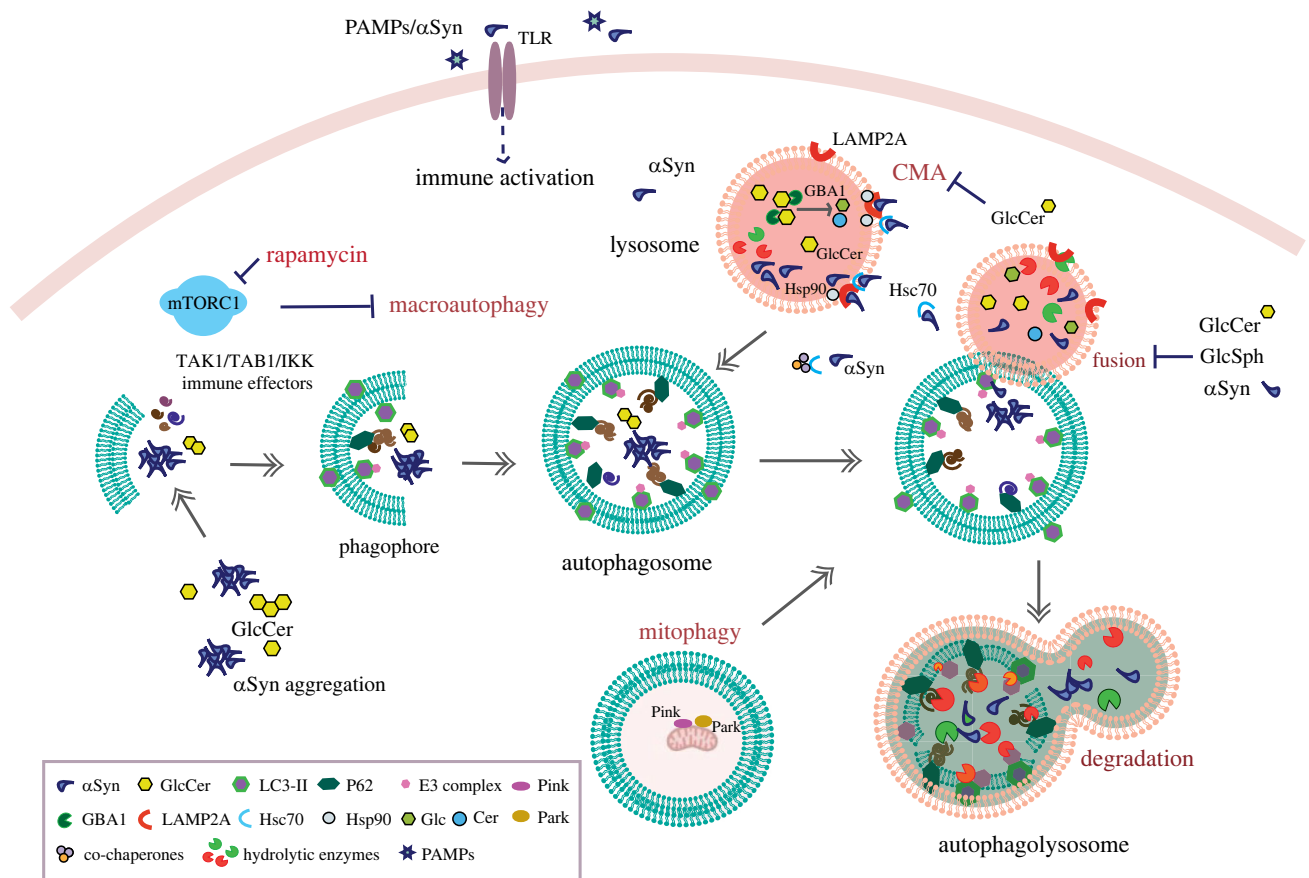 PAMPs/αSyn
TLR
immune activation
αSyn
LAMP2A
CMA
GlcCer
GBA1
lysosome
GlcCer
Hsp90
Hsc70
rapamycin
mTORC1
macroautophagy
TAK1/TAB1/IKK
immune effectors
αSyn
GlcCer
fusion
GlcSph
αSyn
phagophore
autophagosome
GlcCer
αSyn aggregation
mitophagy
Pink
Park
degradation
autophagolysosome
αSyn GlcCer LC3-II P62 E3 complex Pink
GBA1 LAMP2A Hsc70 Hsp90 Glc Cer Park
co-chaperones hydrolytic enzymes PAMPs